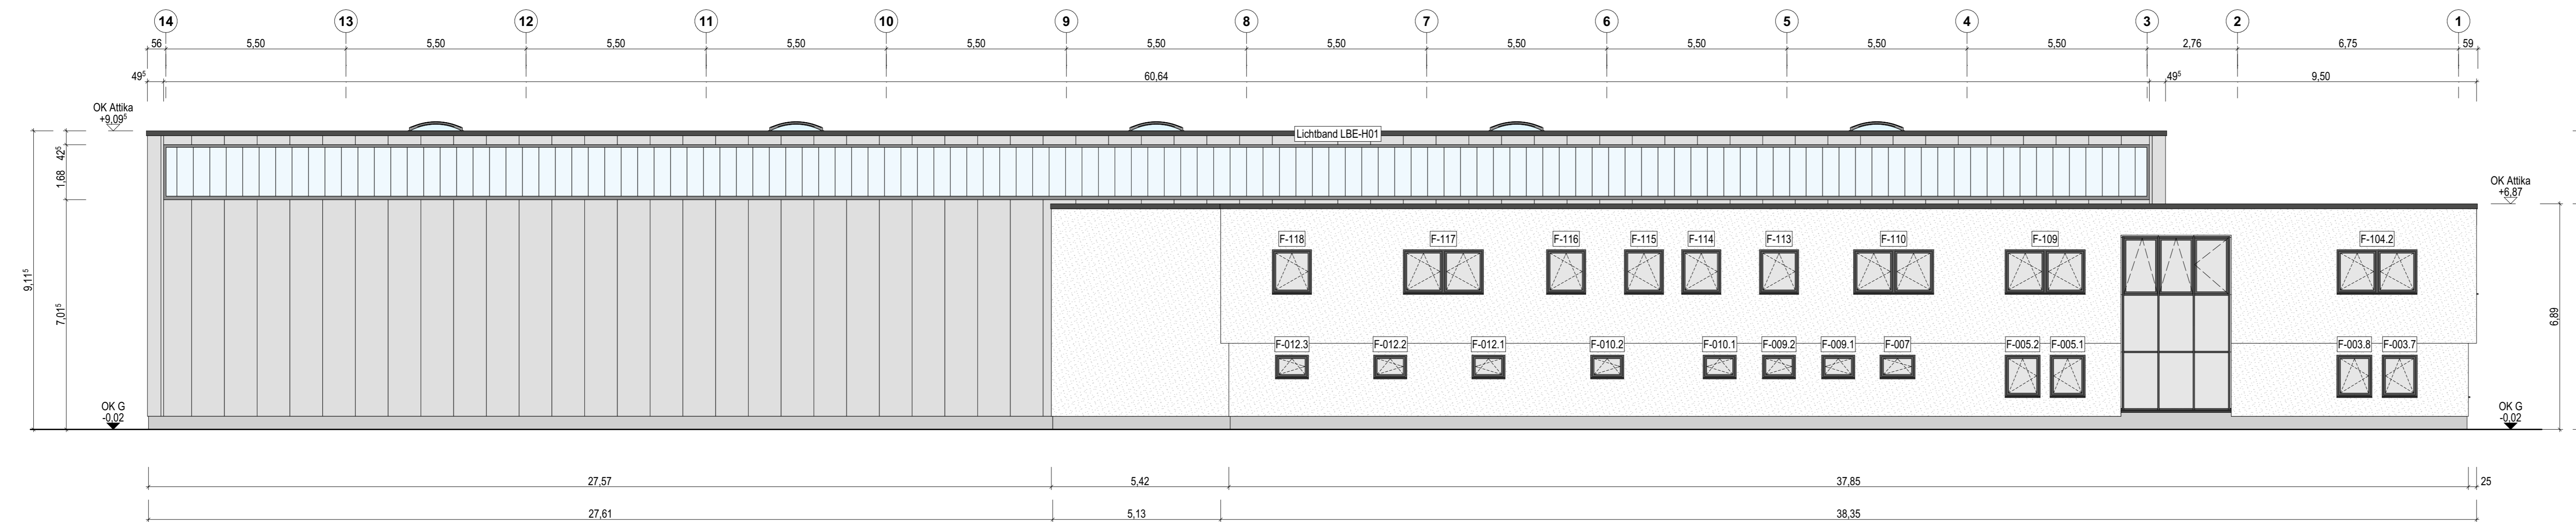 14 13 12 11 10 9 8 7 6 5 4 3 2 1
56 5,50 5,50 5,50 5,50 5,50 5,50 5,50 5,50 5,50 5,50 5,50 2,76 6,75 59
49⁵ 60,64 49⁵ 9,50
OK Attika
+9,09⁵
Lichtband LBE-H01
42⁵
1,68
7,01⁵
9,11⁵
OK Attika
+6,87
F-118 F-117 F-116 F-115 F-114 F-113 F-110 F-109 F-104.2
6,89
F-012.3 F-012.2 F-012.1 F-010.2 F-010.1 F-009.2 F-009.1 F-007 F-005.2 F-005.1 F-003.8 F-003.7
OK G
-0,02
OK G
-0,02
27,57 5,42 37,85 25
27,61 5,13 38,35